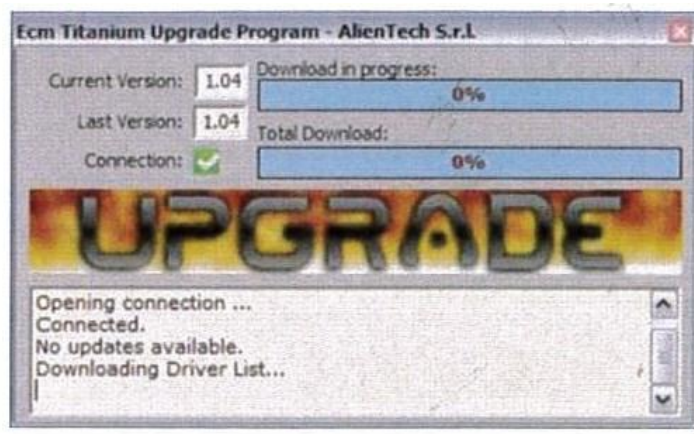 Ecm Titanium Upgrade Program - AlienTech S.r.l.
Current Version: 1.04
Download in progress:
0%
Last Version: 1.04
Total Download:
Connection:
0%
UPGRADE
Opening connection ...
Connected.
No updates available.
Downloading Driver List...